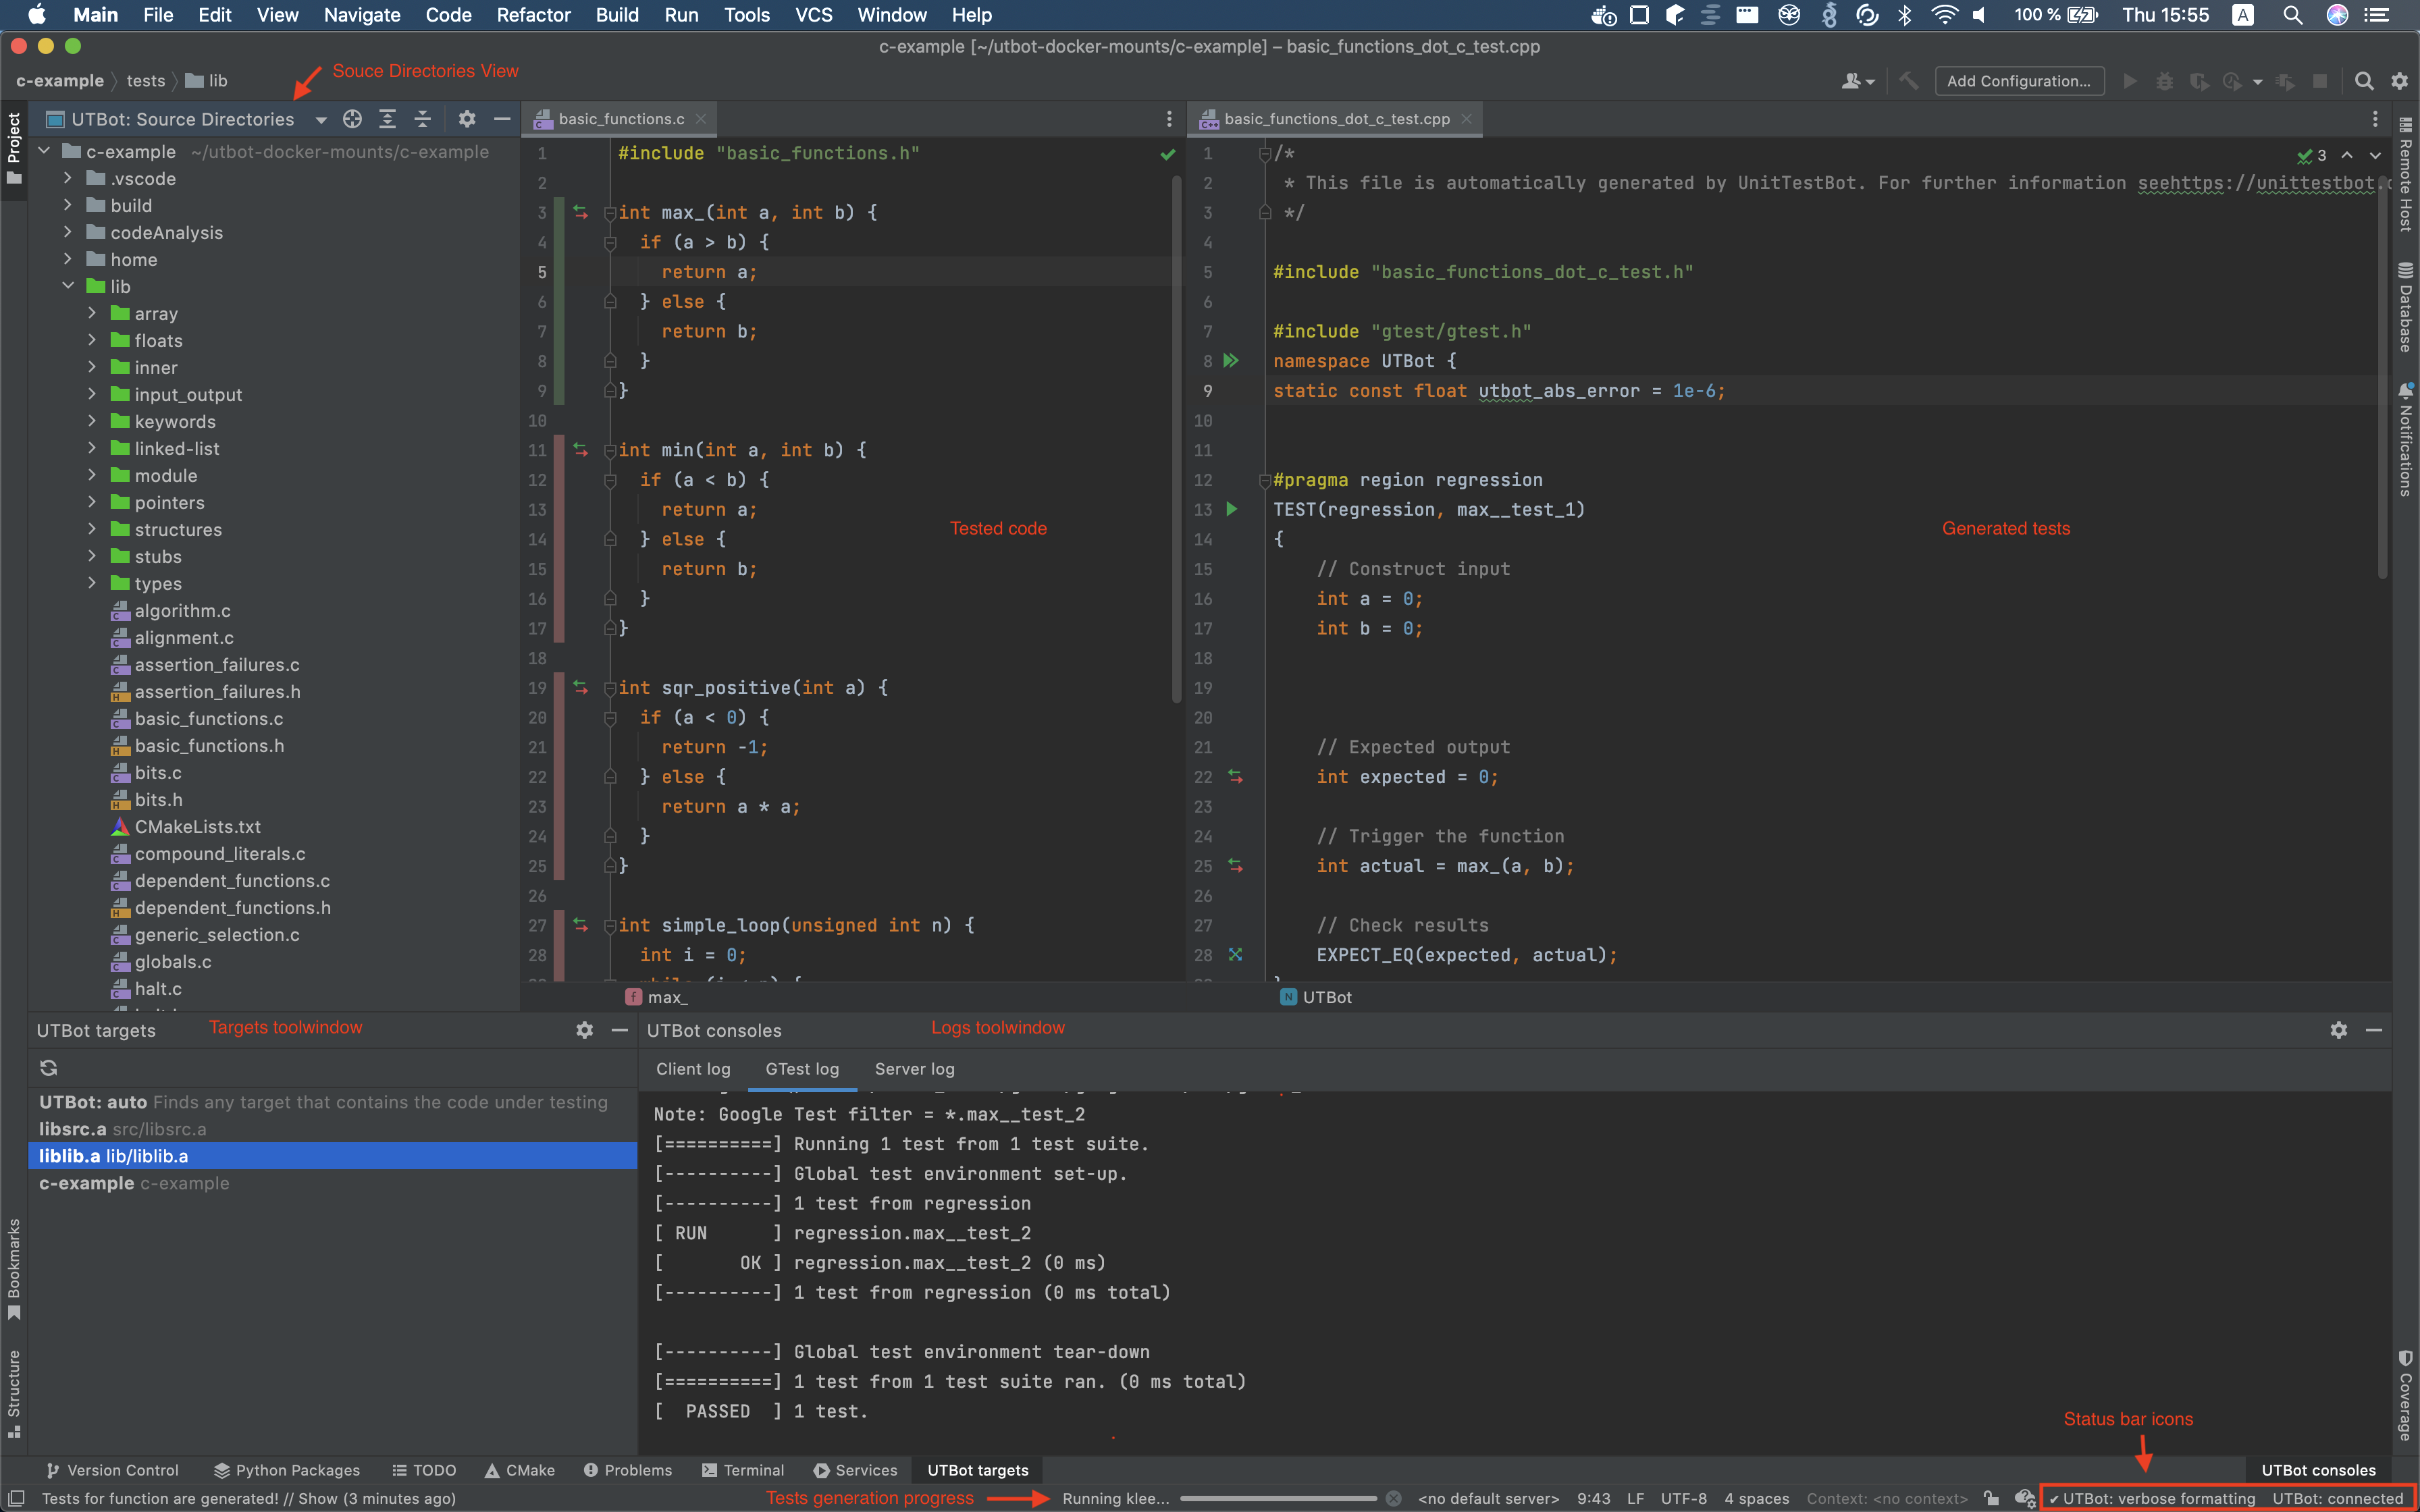 Main File Edit View Navigate Code Refactor Build Run Tools VCS Window Help 100 % Thu 15:55 A
c-example [~/utbot-docker-mounts/c-example] – basic_functions_dot_c_test.cpp
c-example tests lib
Souce Directories View
Add Configuration...
Project
UTBot: Source Directories
c-example ~/utbot-docker-mounts/c-example
.vscode
build
codeAnalysis
home
lib
array
floats
inner
input_output
keywords
linked-list
module
pointers
structures
stubs
types
algorithm.c
alignment.c
assertion_failures.c
assertion_failures.h
basic_functions.c
basic_functions.h
bits.c
bits.h
CMakeLists.txt
compound_literals.c
dependent_functions.c
dependent_functions.h
generic_selection.c
globals.c
halt.c
basic_functions.c
1 #include "basic_functions.h"
2
3 int max_(int a, int b) {
4 if (a > b) {
5 return a;
6 } else {
7 return b;
8 }
9 }
10
11 int min(int a, int b) {
12 if (a < b) {
13 return a;
14 } else {
15 return b;
16 }
17 }
18
19 int sqr_positive(int a) {
20 if (a < 0) {
21 return -1;
22 } else {
23 return a * a;
24 }
25 }
26
27 int simple_loop(unsigned int n) {
28 int i = 0;
Tested code
f max_
basic_functions_dot_c_test.cpp
3
1 /*
2 * This file is automatically generated by UnitTestBot. For further information seehttps://unittestbot.
3 */
4
5 #include "basic_functions_dot_c_test.h"
6
7 #include "gtest/gtest.h"
8 namespace UTBot {
9 static const float utbot_abs_error = 1e-6;
10
11
12 #pragma region regression
13 TEST(regression, max__test_1)
14 {
15 // Construct input
16 int a = 0;
17 int b = 0;
18
19
20
21 // Expected output
22 int expected = 0;
23
24 // Trigger the function
25 int actual = max_(a, b);
26
27 // Check results
28 EXPECT_EQ(expected, actual);
Generated tests
N UTBot
Remote Host
Database
Notifications
Coverage
Bookmarks
Structure
UTBot targets
Targets toolwindow
UTBot: auto Finds any target that contains the code under testing
libsrc.a src/libsrc.a
liblib.a lib/liblib.a
c-example c-example
UTBot consoles
Logs toolwindow
Client log GTest log Server log
Note: Google Test filter = *.max__test_2
[==========] Running 1 test from 1 test suite.
[----------] Global test environment set-up.
[----------] 1 test from regression
[ RUN      ] regression.max__test_2
[       OK ] regression.max__test_2 (0 ms)
[----------] 1 test from regression (0 ms total)
[----------] Global test environment tear-down
[==========] 1 test from 1 test suite ran. (0 ms total)
[  PASSED  ] 1 test.
Status bar icons
Version Control Python Packages TODO CMake Problems Terminal Services UTBot targets UTBot consoles
Tests for function are generated! // Show (3 minutes ago) Tests generation progress Running klee... <no default server> 9:43 LF UTF-8 4 spaces Context: <no context> ✔ UTBot: verbose formatting UTBot: connected